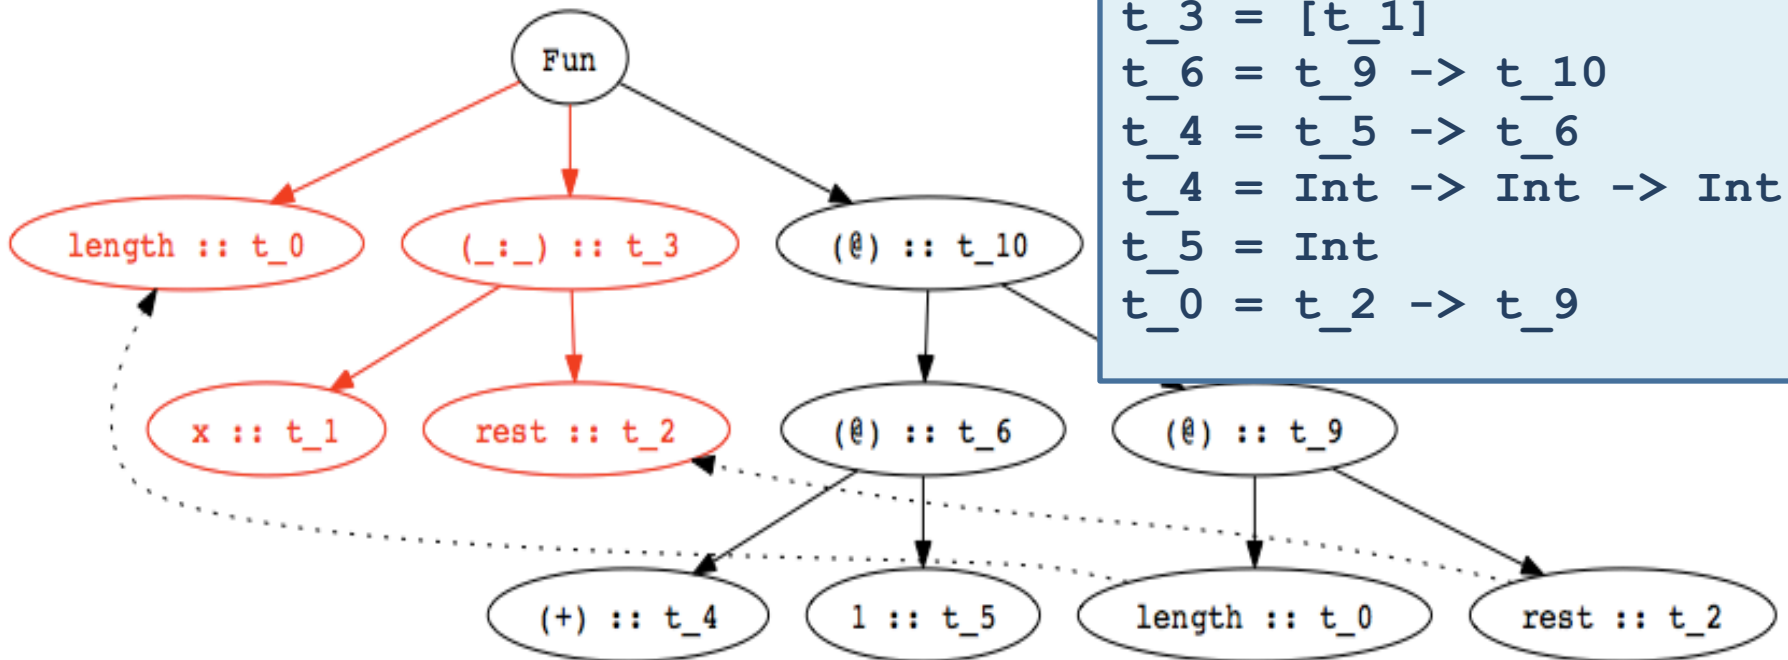 t_3 = [t_1]
t_6 = t_9 -> t_10
t_4 = t_5 -> t_6
t_4 = Int -> Int -> Int
t_5 = Int
t_0 = t_2 -> t_9
Fun
length :: t_0
(_:_) :: t_3
(@) :: t_10
x :: t_1
rest :: t_2
(@) :: t_6
(@) :: t_9
(+) :: t_4
1 :: t_5
length :: t_0
rest :: t_2